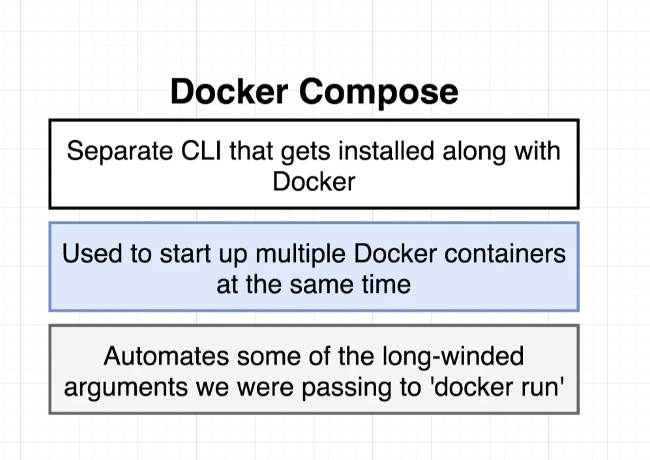 Docker Compose
Separate CLI that gets installed along with
Docker
Used to start up multiple Docker containers
at the same time
Automates some of the long-winded
arguments we were passing to 'docker run'